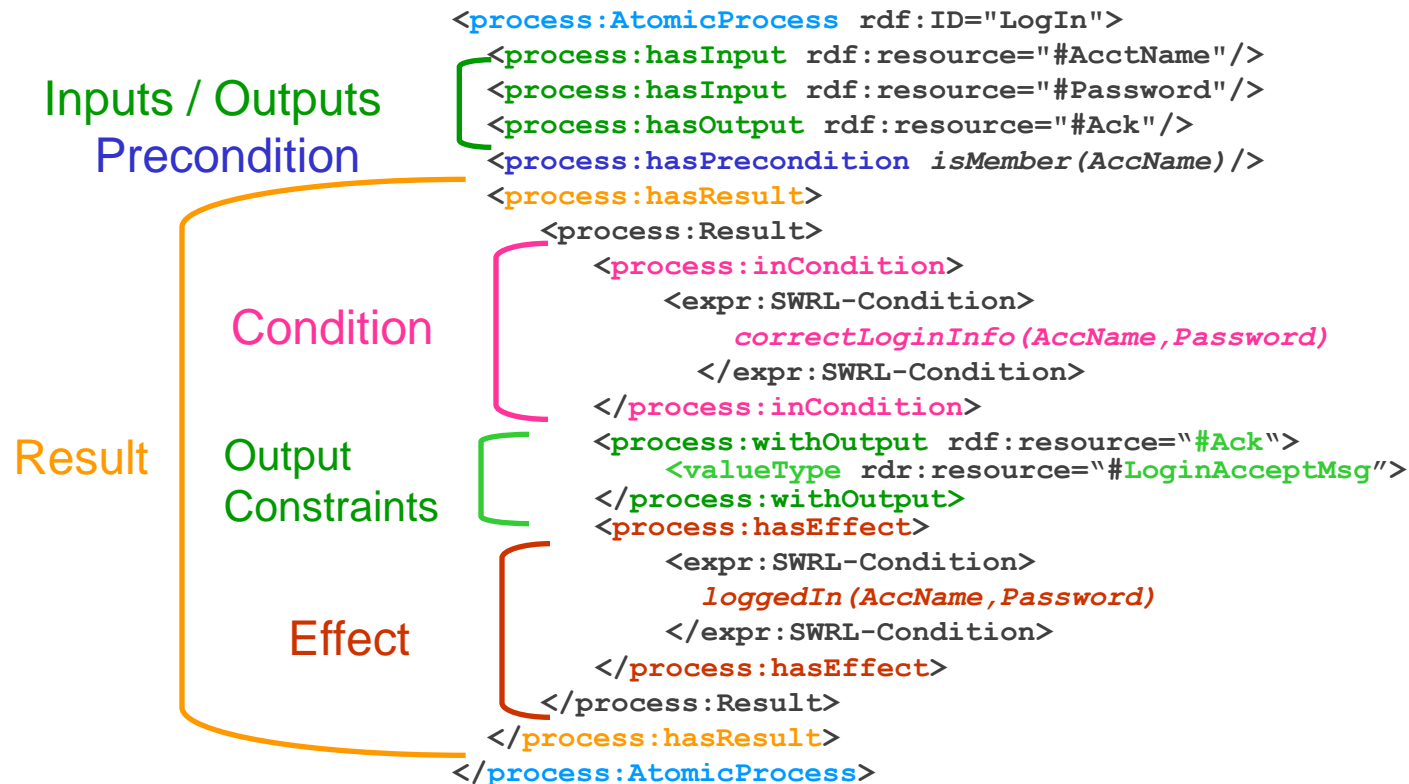 <process:AtomicProcess rdf:ID="LogIn">
<process:hasInput rdf:resource="#AcctName"/>
Inputs / Outputs
<process:hasInput rdf:resource="#Password"/>
<process:hasOutput rdf:resource="#Ack"/>
Precondition
<process:hasPrecondition isMember(AccName)/>
<process:hasResult>
<process:Result>
<process:inCondition>
<expr:SWRL-Condition>
Condition
correctLoginInfo(AccName,Password)
</expr:SWRL-Condition>
</process:inCondition>
Result
Output
Constraints
<process:withOutput rdf:resource=“#Ack“>
<valueType rdr:resource=“#LoginAcceptMsg”>
</process:withOutput>
<process:hasEffect>
<expr:SWRL-Condition>
loggedIn(AccName,Password)
Effect
</expr:SWRL-Condition>
</process:hasEffect>
</process:Result>
</process:hasResult>
</process:AtomicProcess>